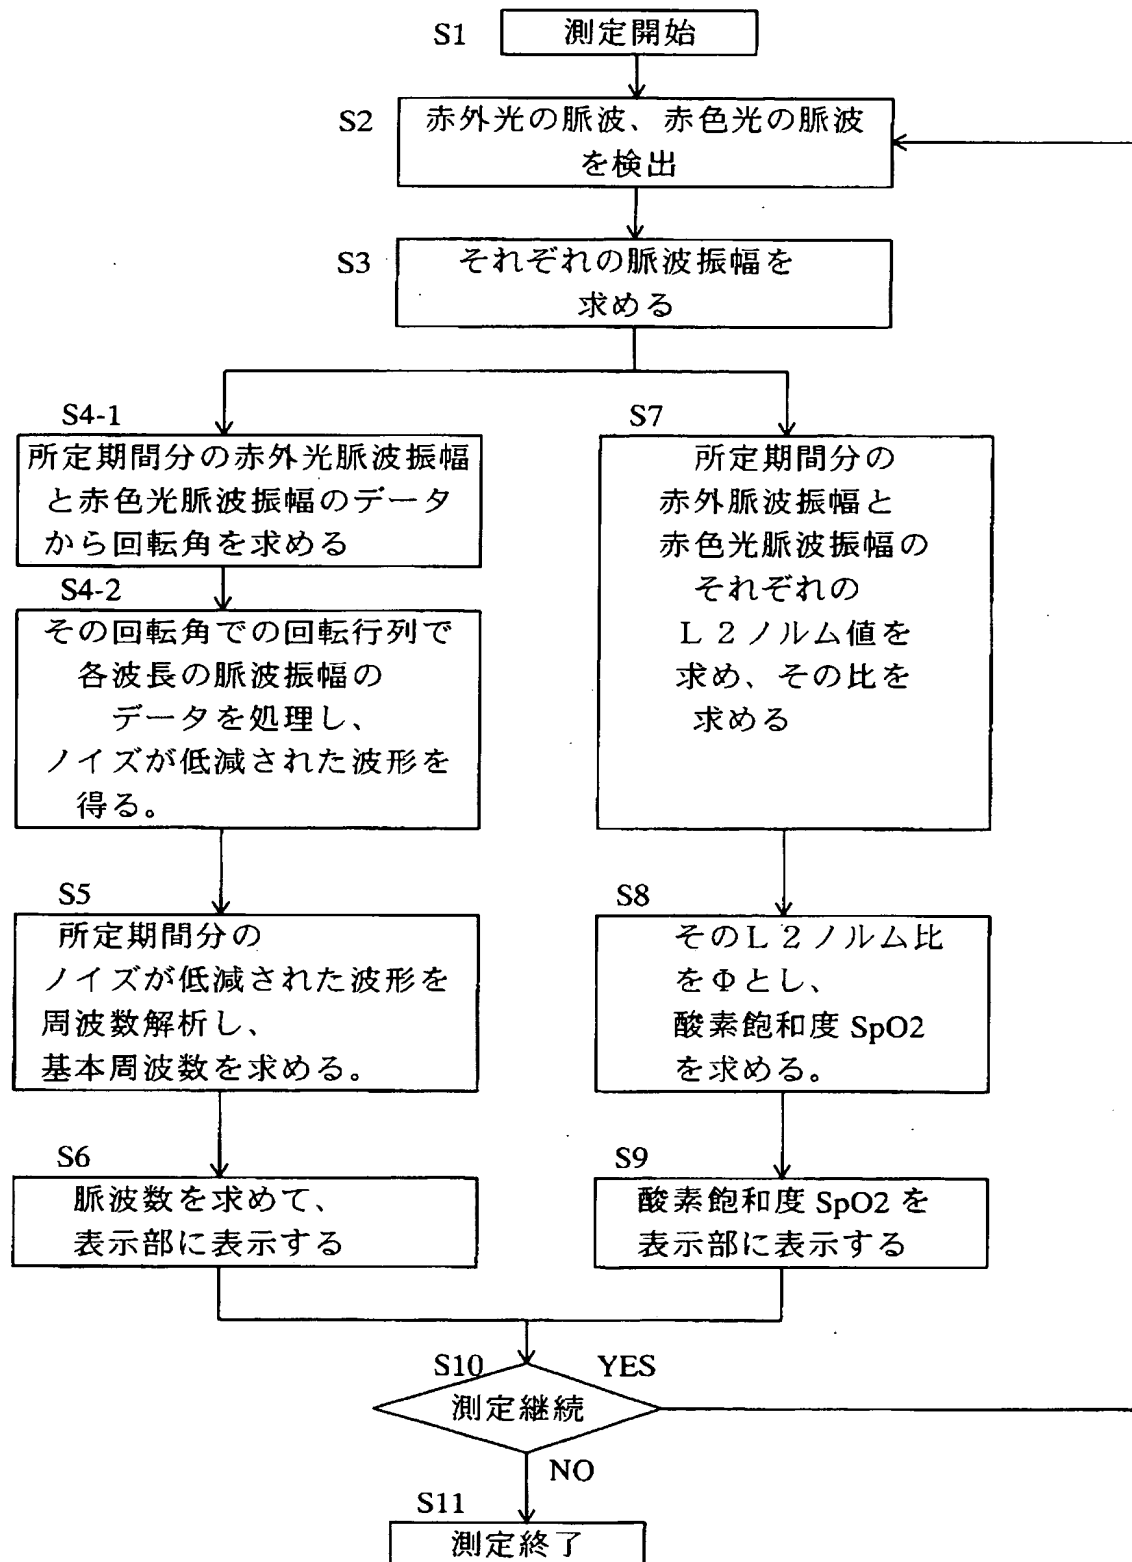 S1
測定開始
S2
赤外光の脈波、赤色光の脈波
を検出
S3
それぞれの脈波振幅を
求める
S4-1
所定期間分の赤外光脈波振幅
と赤色光脈波振幅のデータ
から回転角を求める
S4-2
その回転角での回転行列で
各波長の脈波振幅の
データを処理し、
ノイズが低減された波形を
得る。
S5
所定期間分の
ノイズが低減された波形を
周波数解析し、
基本周波数を求める。
S6
脈波数を求めて、
表示部に表示する
S7
所定期間分の
赤外脈波振幅と
赤色光脈波振幅の
それぞれの
L2ノルム値を
求め、その比を
求める
S8
そのL2ノルム比
をΦとし、
酸素飽和度 SpO2
を求める。
S9
酸素飽和度 SpO2 を
表示部に表示する
S10
YES
測定継続
NO
S11
測定終了